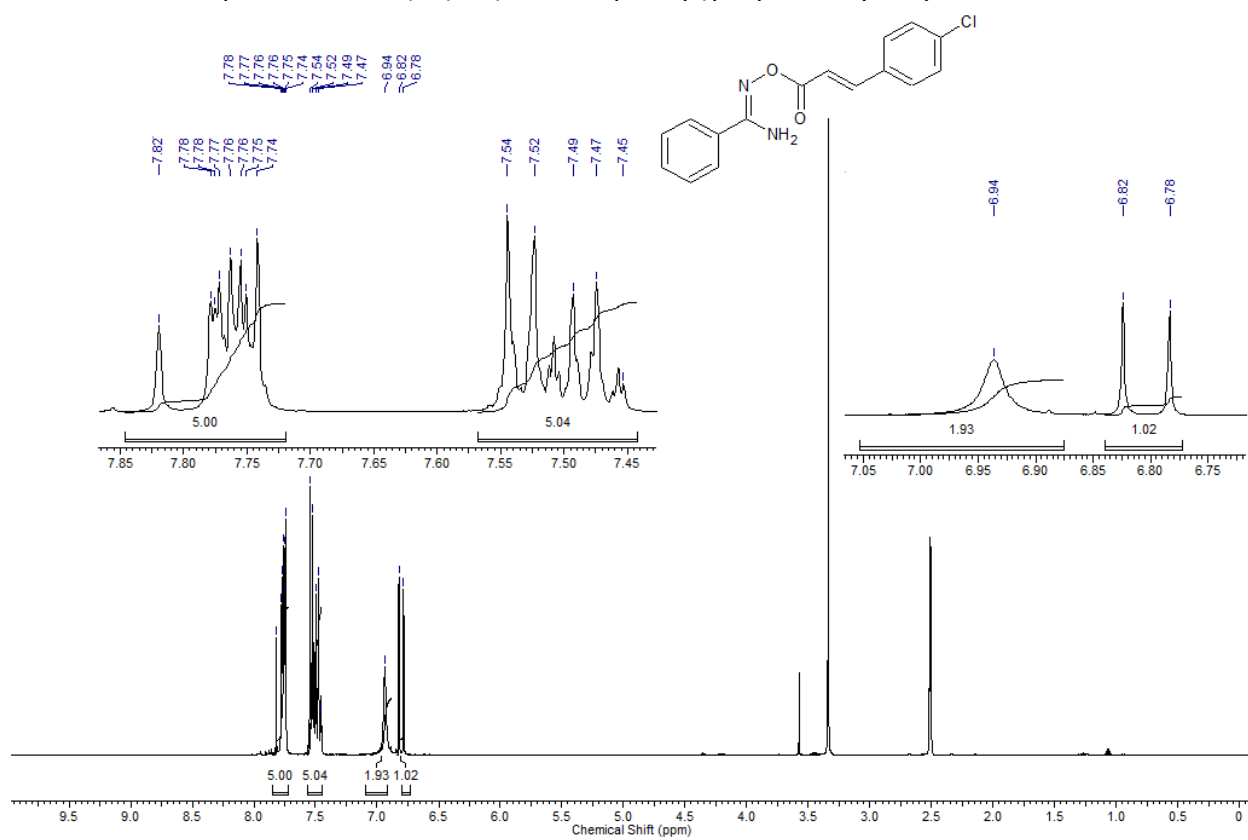 7.78 7.77 7.76 7.76 7.75 7.74 7.54 7.52 7.49 7.47 6.94 6.82 6.78
Cl
O
N
O
NH2
7.82 7.78 7.78 7.77 7.76 7.76 7.75 7.74
7.54 7.52 7.49 7.47 7.45
6.94 6.82 6.78
5.00
7.85 7.80 7.75 7.70 7.65 7.60
5.04
7.55 7.50 7.45
1.93 1.02
7.05 7.00 6.95 6.90 6.85 6.80 6.75
5.00 5.04 1.93 1.02
9.5 9.0 8.5 8.0 7.5 7.0 6.5 6.0 5.5 5.0 4.5 4.0 3.5 3.0 2.5 2.0 1.5 1.0 0.5 0
Chemical Shift (ppm)